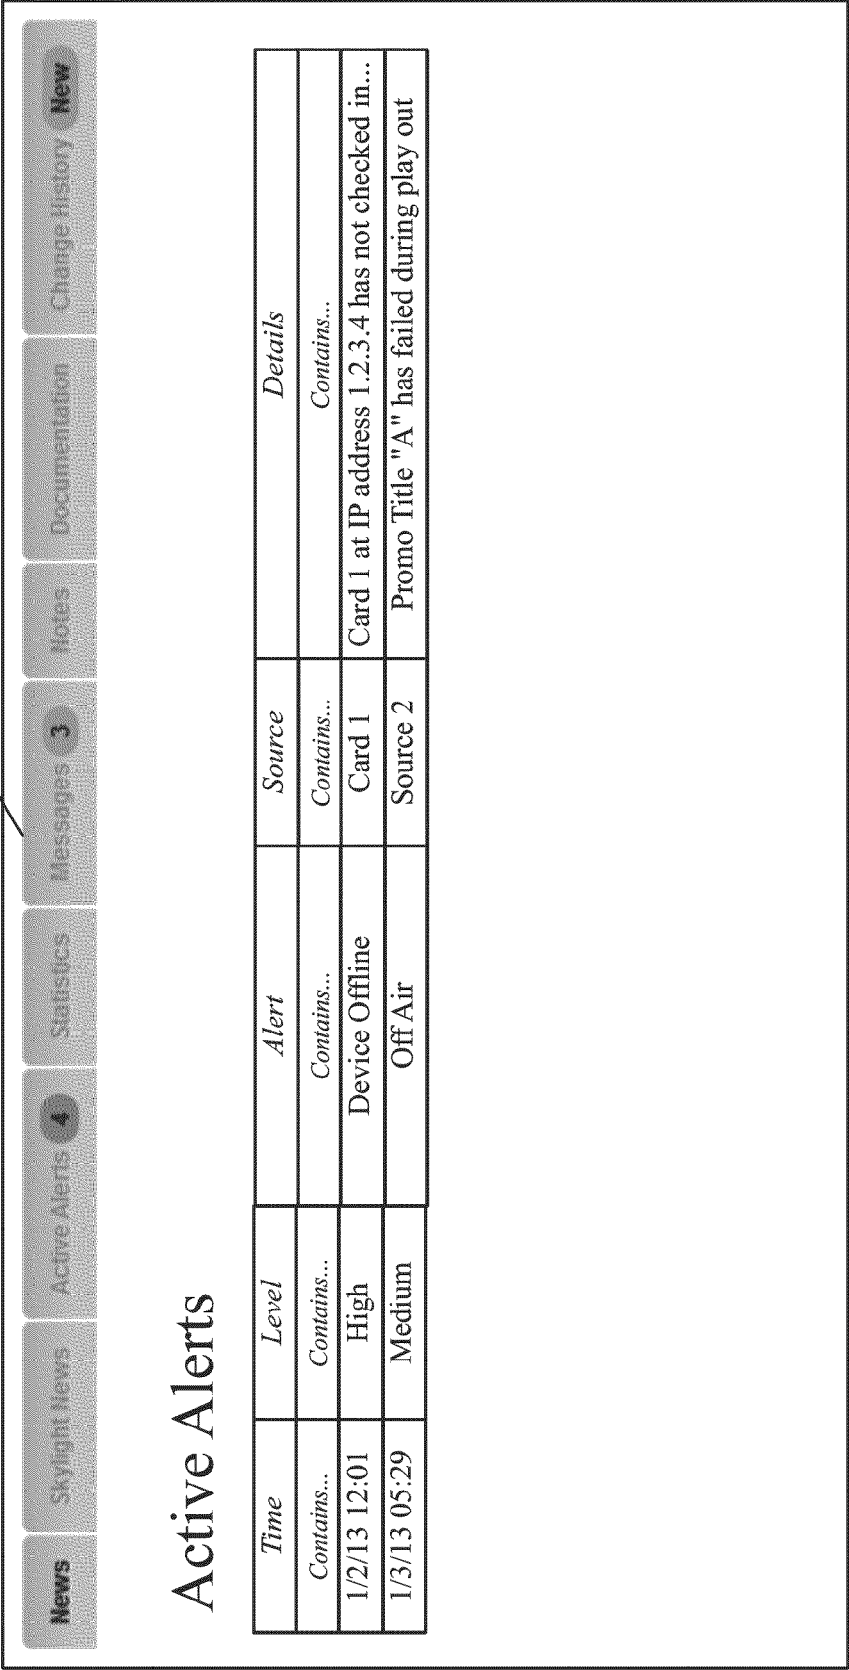 News Skylight News Active Alerts 4 Statistics Messages 3 Notes Documentation Change History New
Active Alerts
Time Level Alert Source Details
Contains... Contains... Contains... Contains... Contains...
1/2/13 12:01 High Device Offline Card 1 Card 1 at IP address 1.2.3.4 has not checked in...
1/3/13 05:29 Medium Off Air Source 2 Promo Title "A" has failed during play out